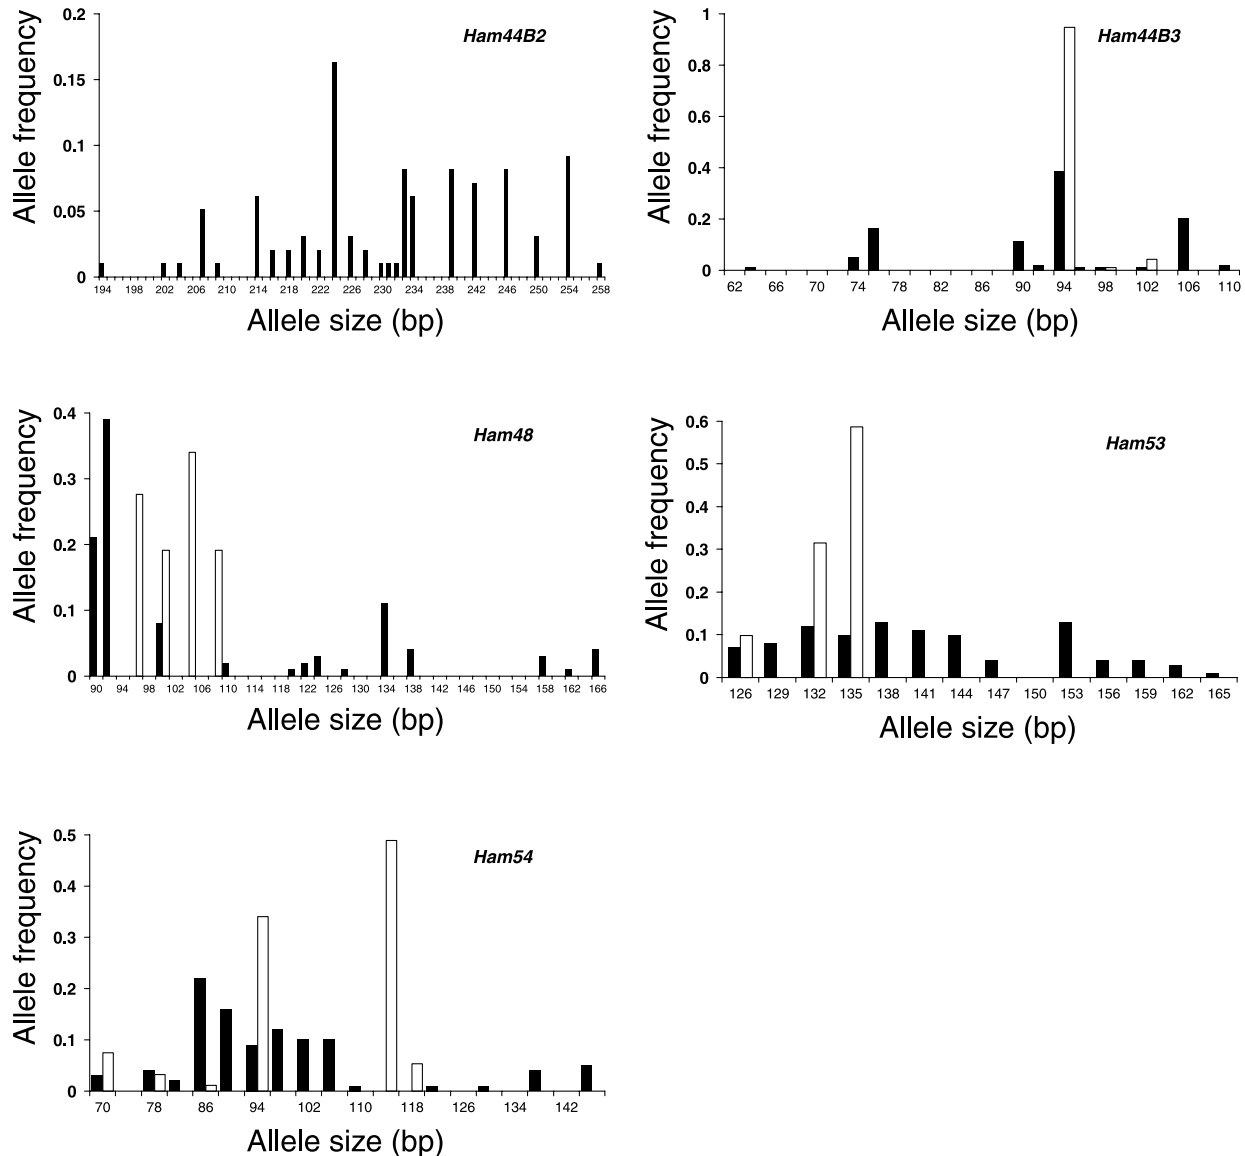 Ham44B2
Allele frequency
0.2
0.15
0.1
0.05
0
194 198 202 206 210 214 218 222 226 230 234 238 242 246 250 254 258
Allele size (bp)
Ham44B3
Allele frequency
1
0.8
0.6
0.4
0.2
0
62 66 70 74 78 82 86 90 94 98 102 106 110
Allele size (bp)
Ham48
Allele frequency
0.4
0.3
0.2
0.1
0
90 94 98 102 106 110 114 118 122 126 130 134 138 142 146 150 154 158 162 166
Allele size (bp)
Ham53
Allele frequency
0.6
0.5
0.4
0.3
0.2
0.1
0
126 129 132 135 138 141 144 147 150 153 156 159 162 165
Allele size (bp)
Ham54
Allele frequency
0.5
0.4
0.3
0.2
0.1
0
70 78 86 94 102 110 118 126 134 142
Allele size (bp)